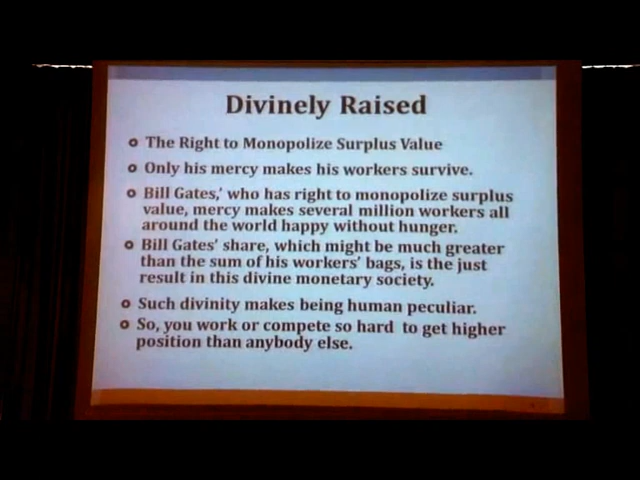 Divinely Raised
The Right to Monopolize Surplus Value
Only his mercy makes his workers survive.
Bill Gates,' who has right to monopolize surplus
value, mercy makes several million workers all
around the world happy without hunger.
Bill Gates' share, which might be much greater
than the sum of his workers' bags, is the just
result in this divine monetary society.
Such divinity makes being human peculiar.
So, you work or compete so hard to get higher
position than anybody else.